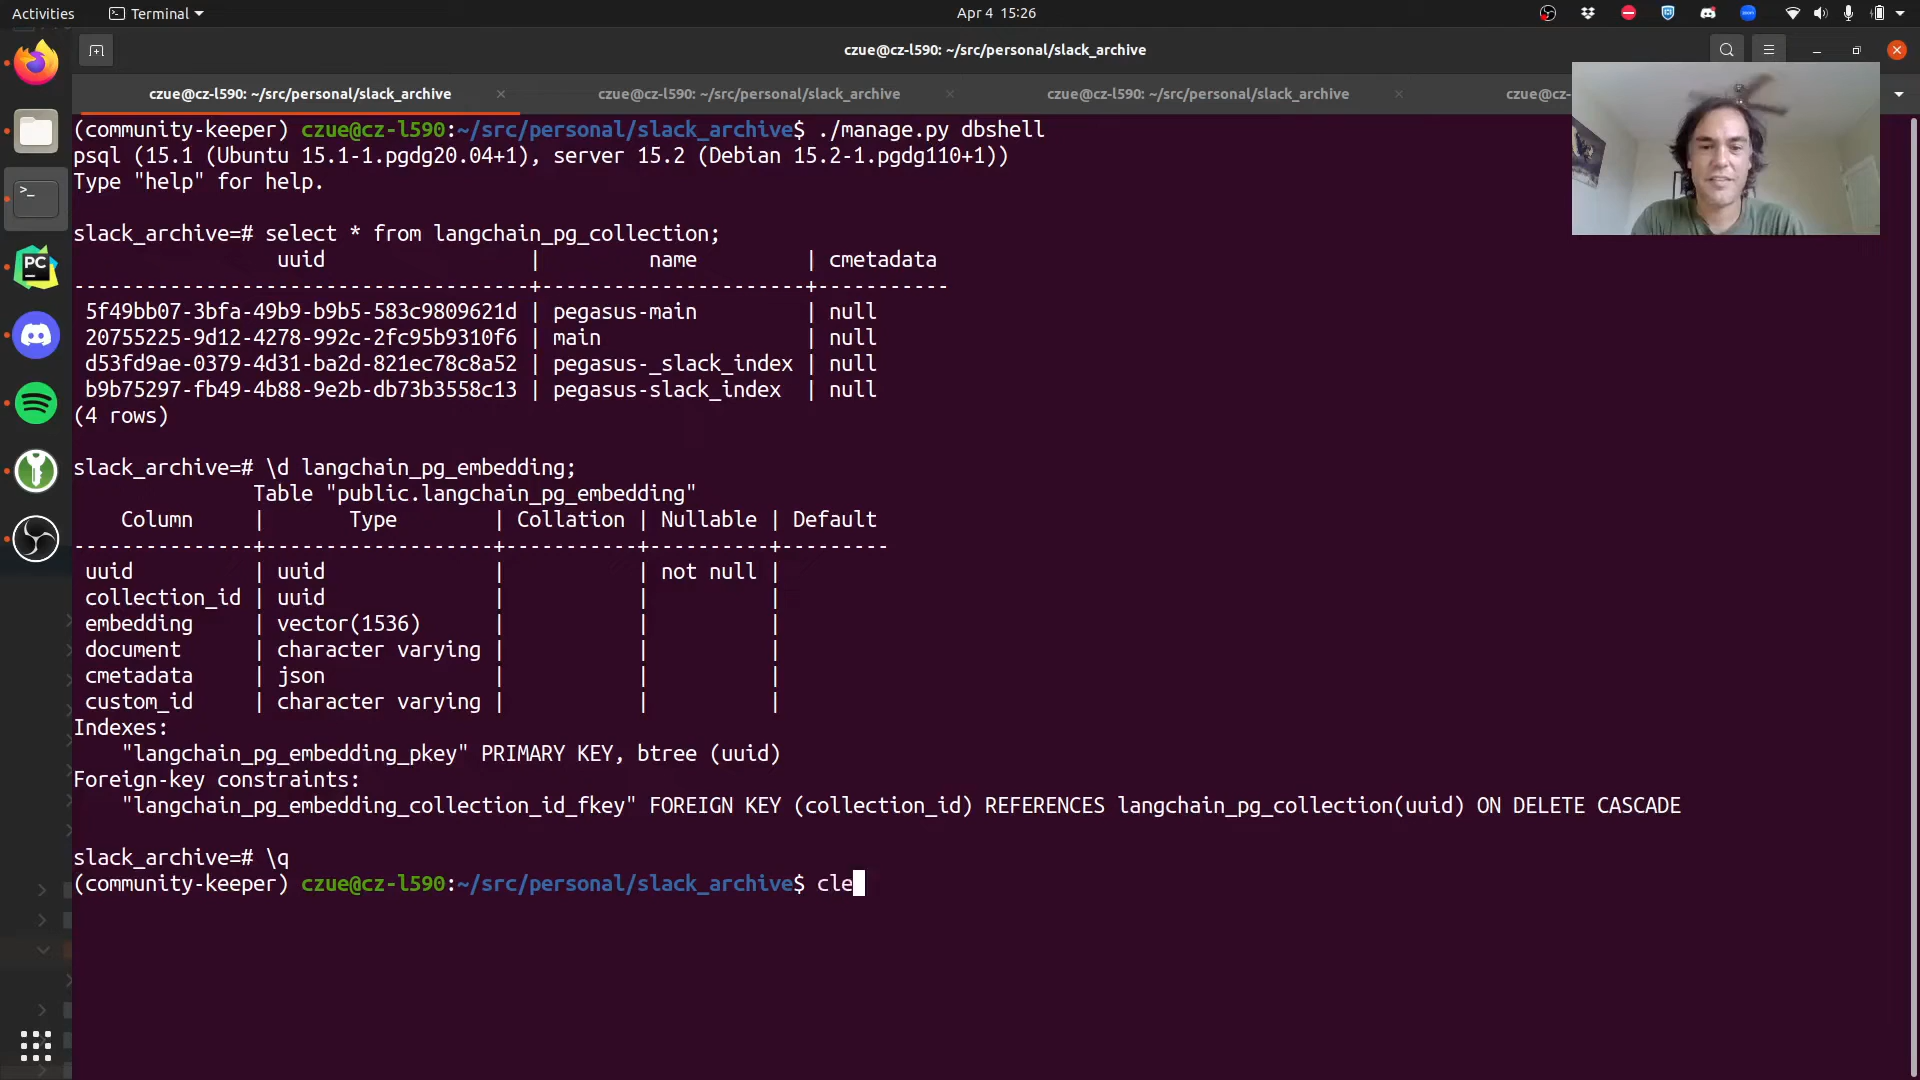 Activities
Terminal
Apr 4 15:26
czue@cz-l590: ~/src/personal/slack_archive
czue@cz-l590: ~/src/personal/slack_archive
czue@cz-l590: ~/src/personal/slack_archive
czue@cz-l590: ~/src/personal/slack_archive
czue@cz-l590: ~/s
(community-keeper) czue@cz-l590:~/src/personal/slack_archive$ ./manage.py dbshell
psql (15.1 (Ubuntu 15.1-1.pgdg20.04+1), server 15.2 (Debian 15.2-1.pgdg110+1))
Type "help" for help.
slack_archive=# select * from langchain_pg_collection;
uuid | name | cmetadata
--------------------------------------+----------------------+-----------
5f49bb07-3bfa-49b9-b9b5-583c9809621d | pegasus-main | null
20755225-9d12-4278-992c-2fc95b9310f6 | main | null
d53fd9ae-0379-4d31-ba2d-821ec78c8a52 | pegasus-_slack_index | null
b9b75297-fb49-4b88-9e2b-db73b3558c13 | pegasus-slack_index | null
(4 rows)
slack_archive=# \d langchain_pg_embedding;
Table "public.langchain_pg_embedding"
Column | Type | Collation | Nullable | Default
---------------+-------------------+-----------+----------+---------
uuid | uuid | | not null |
collection_id | uuid | | |
embedding | vector(1536) | | |
document | character varying | | |
cmetadata | json | | |
custom_id | character varying | | |
Indexes:
"langchain_pg_embedding_pkey" PRIMARY KEY, btree (uuid)
Foreign-key constraints:
"langchain_pg_embedding_collection_id_fkey" FOREIGN KEY (collection_id) REFERENCES langchain_pg_collection(uuid) ON DELETE CASCADE
slack_archive=# \q
(community-keeper) czue@cz-l590:~/src/personal/slack_archive$ cle
PC